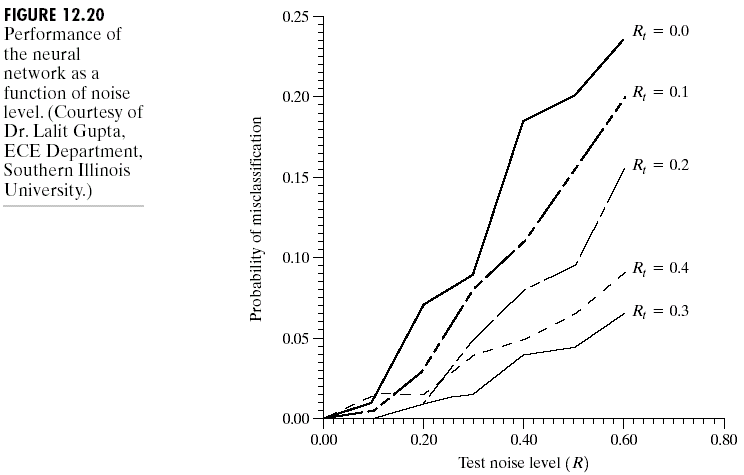 FIGURE 12.20
Performance of
the neural
network as a
function of noise
level. (Courtesy of
Dr. Lalit Gupta,
ECE Department,
Southern Illinois
University.)
Probability of misclassification
0.25
0.20
0.15
0.10
0.05
0.00
R_t = 0.0
R_t = 0.1
R_t = 0.2
R_t = 0.4
R_t = 0.3
0.00 0.20 0.40 0.60 0.80
Test noise level (R)